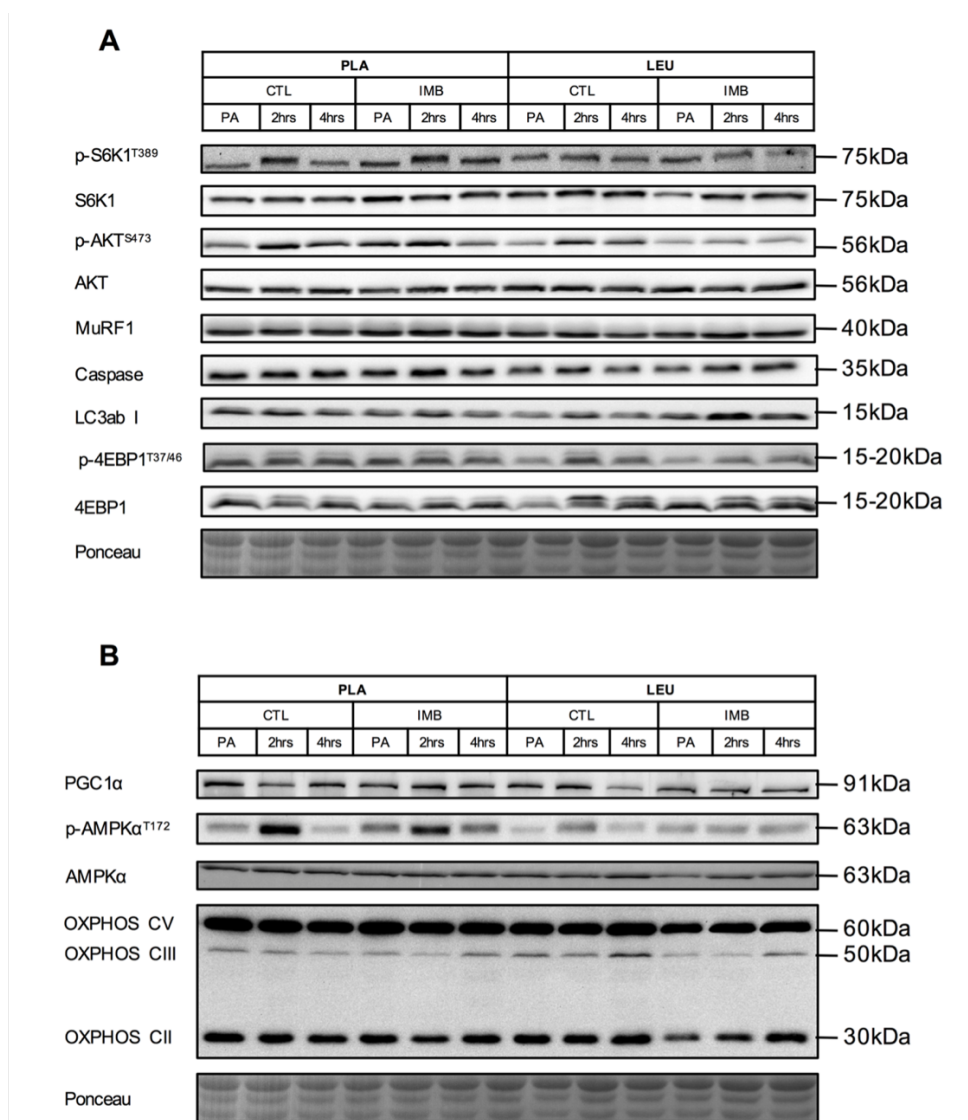 A
PLA LEU
CTL IMB CTL IMB
PA 2hrs 4hrs PA 2hrs 4hrs PA 2hrs 4hrs PA 2hrs 4hrs
p-S6K1T389 75kDa
S6K1 75kDa
p-AKTS473 56kDa
AKT 56kDa
MuRF1 40kDa
Caspase 35kDa
LC3ab I 15kDa
p-4EBP1T37/46 15-20kDa
4EBP1 15-20kDa
Ponceau
B
PLA LEU
CTL IMB CTL IMB
PA 2hrs 4hrs PA 2hrs 4hrs PA 2hrs 4hrs PA 2hrs 4hrs
PGC1α 91kDa
p-AMPKαT172 63kDa
AMPKα 63kDa
OXPHOS CV 60kDa
OXPHOS CIII 50kDa
OXPHOS CII 30kDa
Ponceau